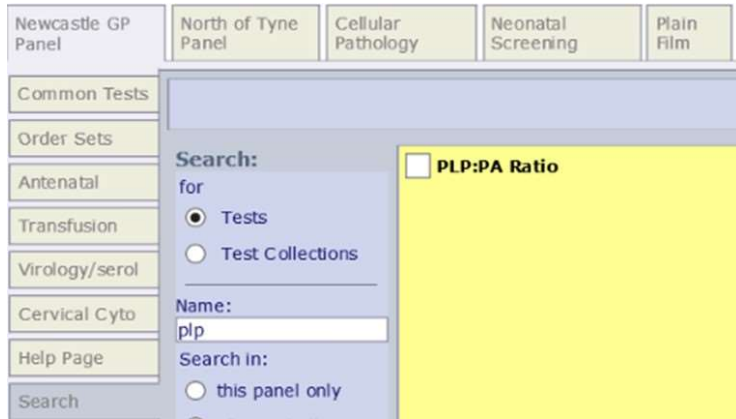 Newcastle GP
Panel
North of Tyne
Panel
Cellular
Pathology
Neonatal
Screening
Plain
Film
Common Tests
Order Sets
Antenatal
Transfusion
Virology/serol
Cervical Cyto
Help Page
Search
Search:
for
Tests
Test Collections
Name:
plp
Search in:
this panel only
PLP:PA Ratio